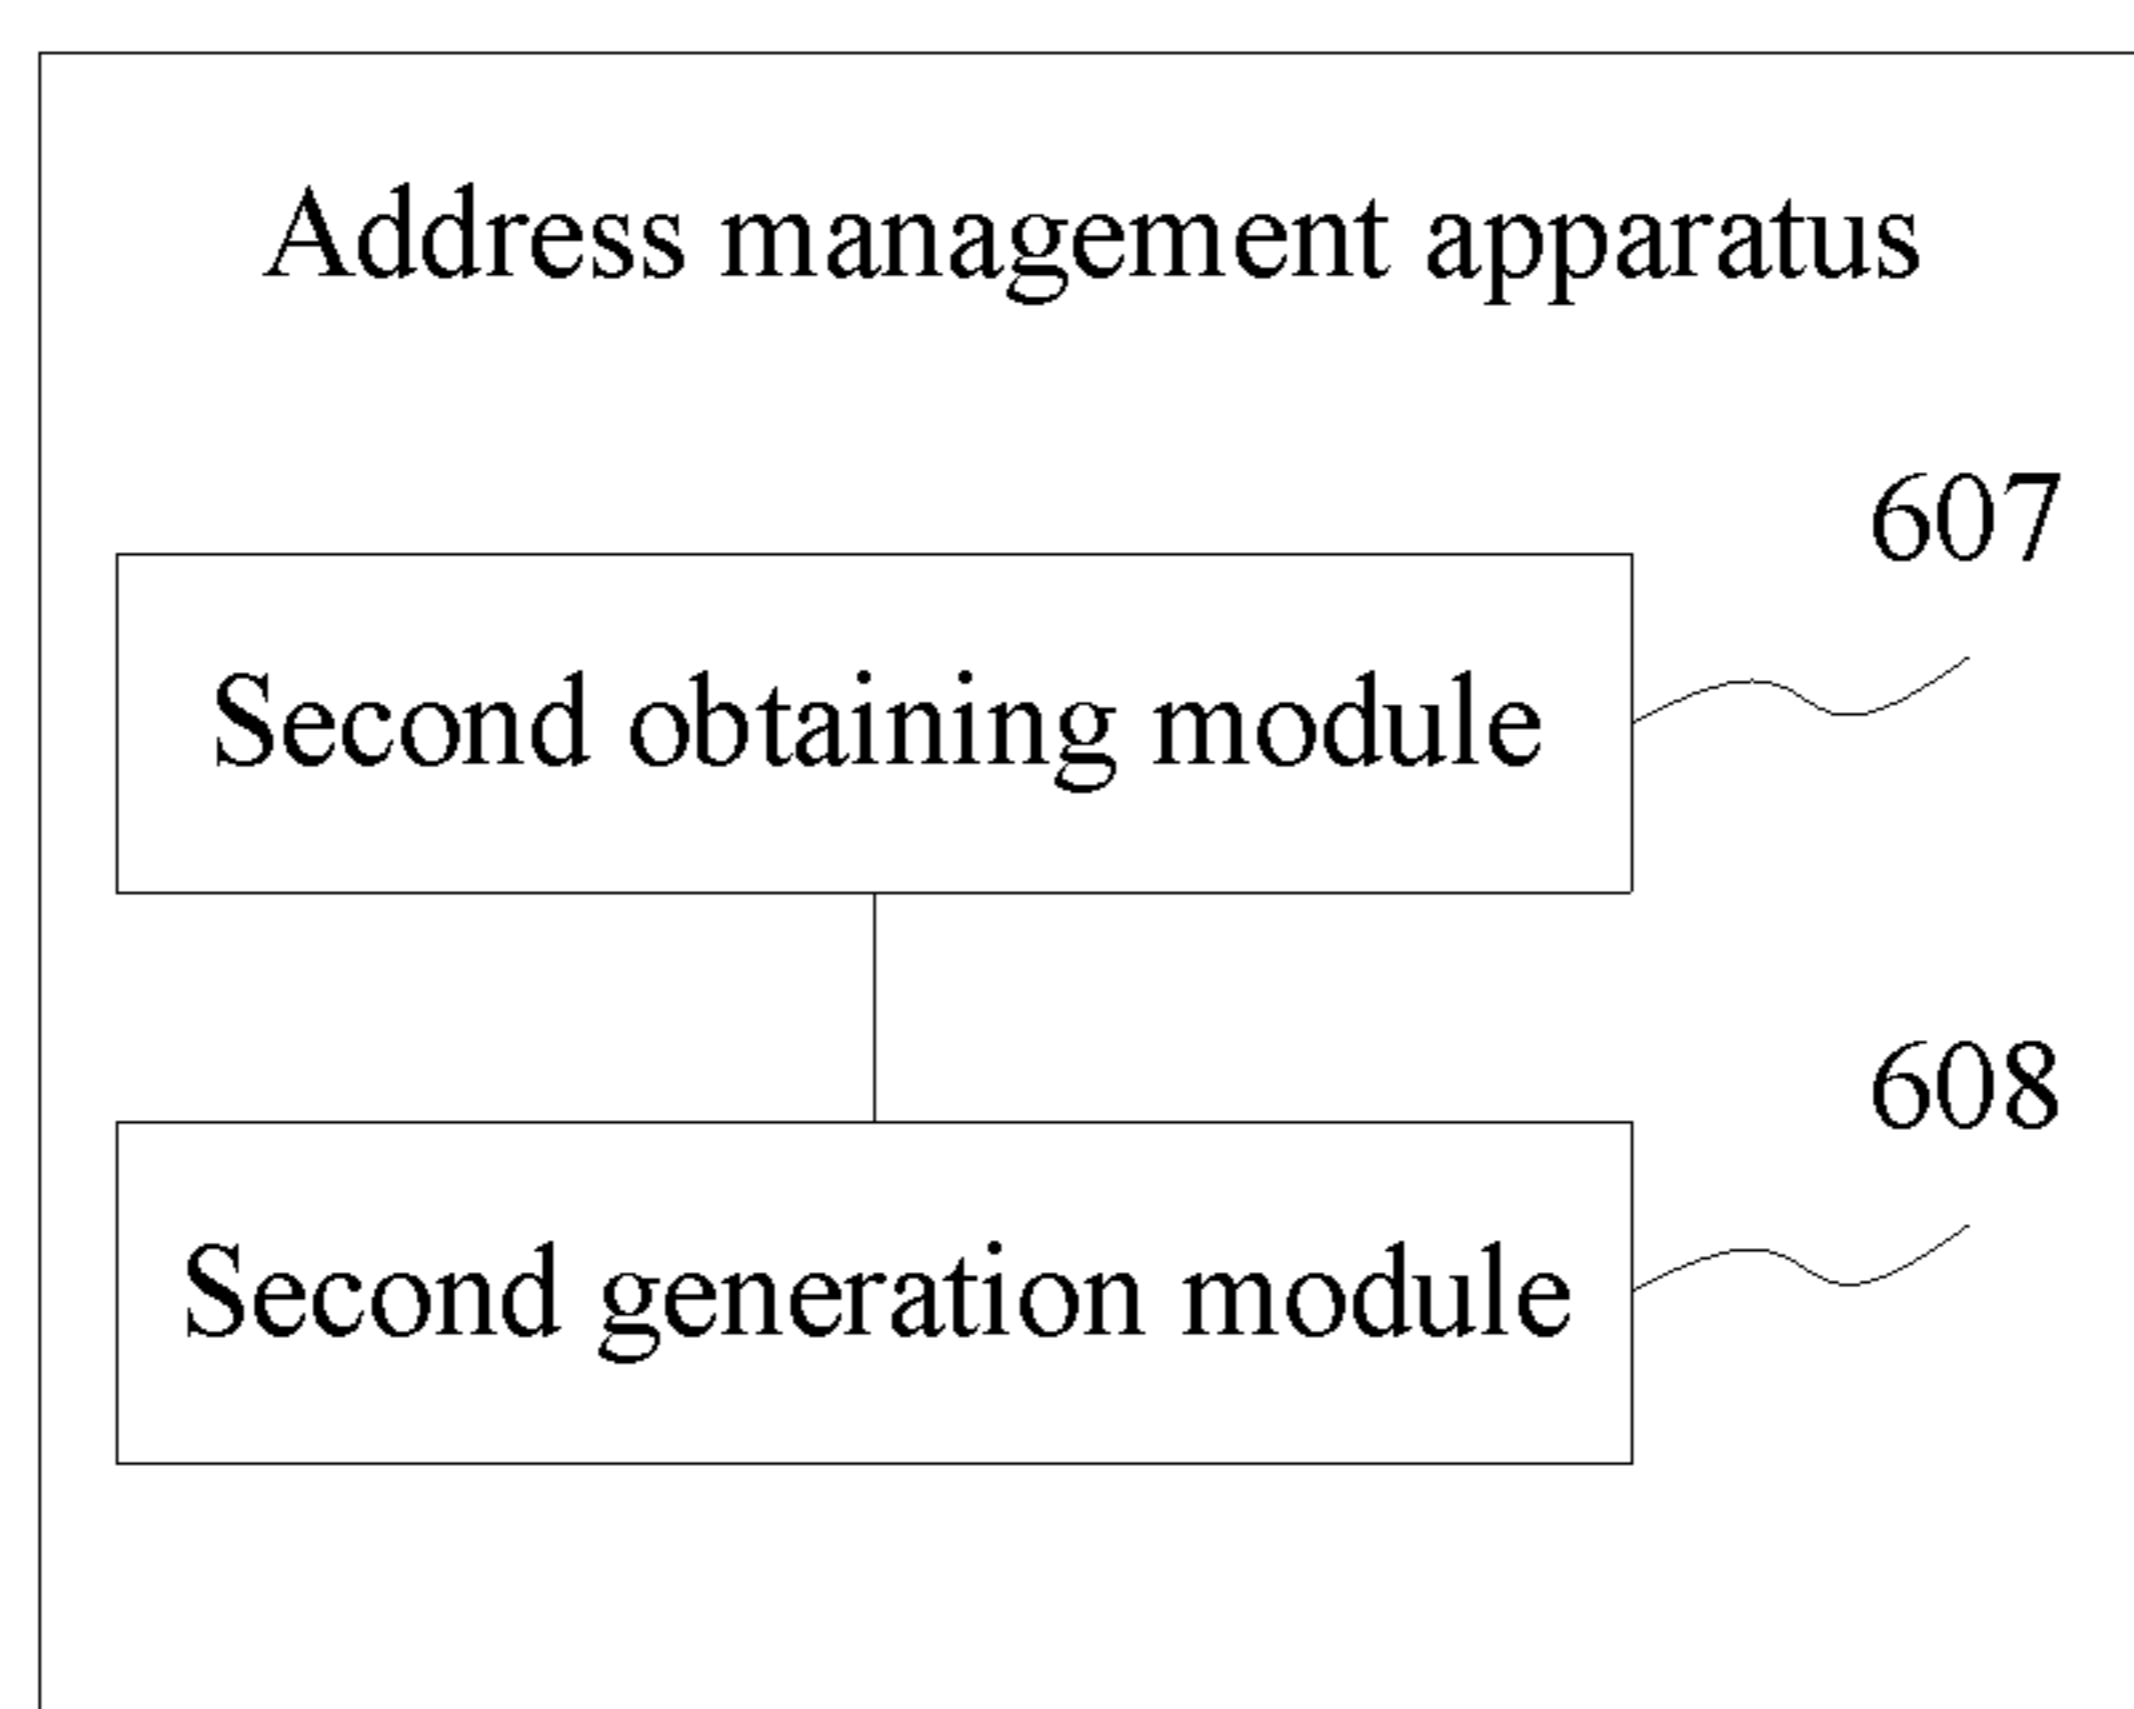 Address management apparatus
607
Second obtaining module
608
Second generation module